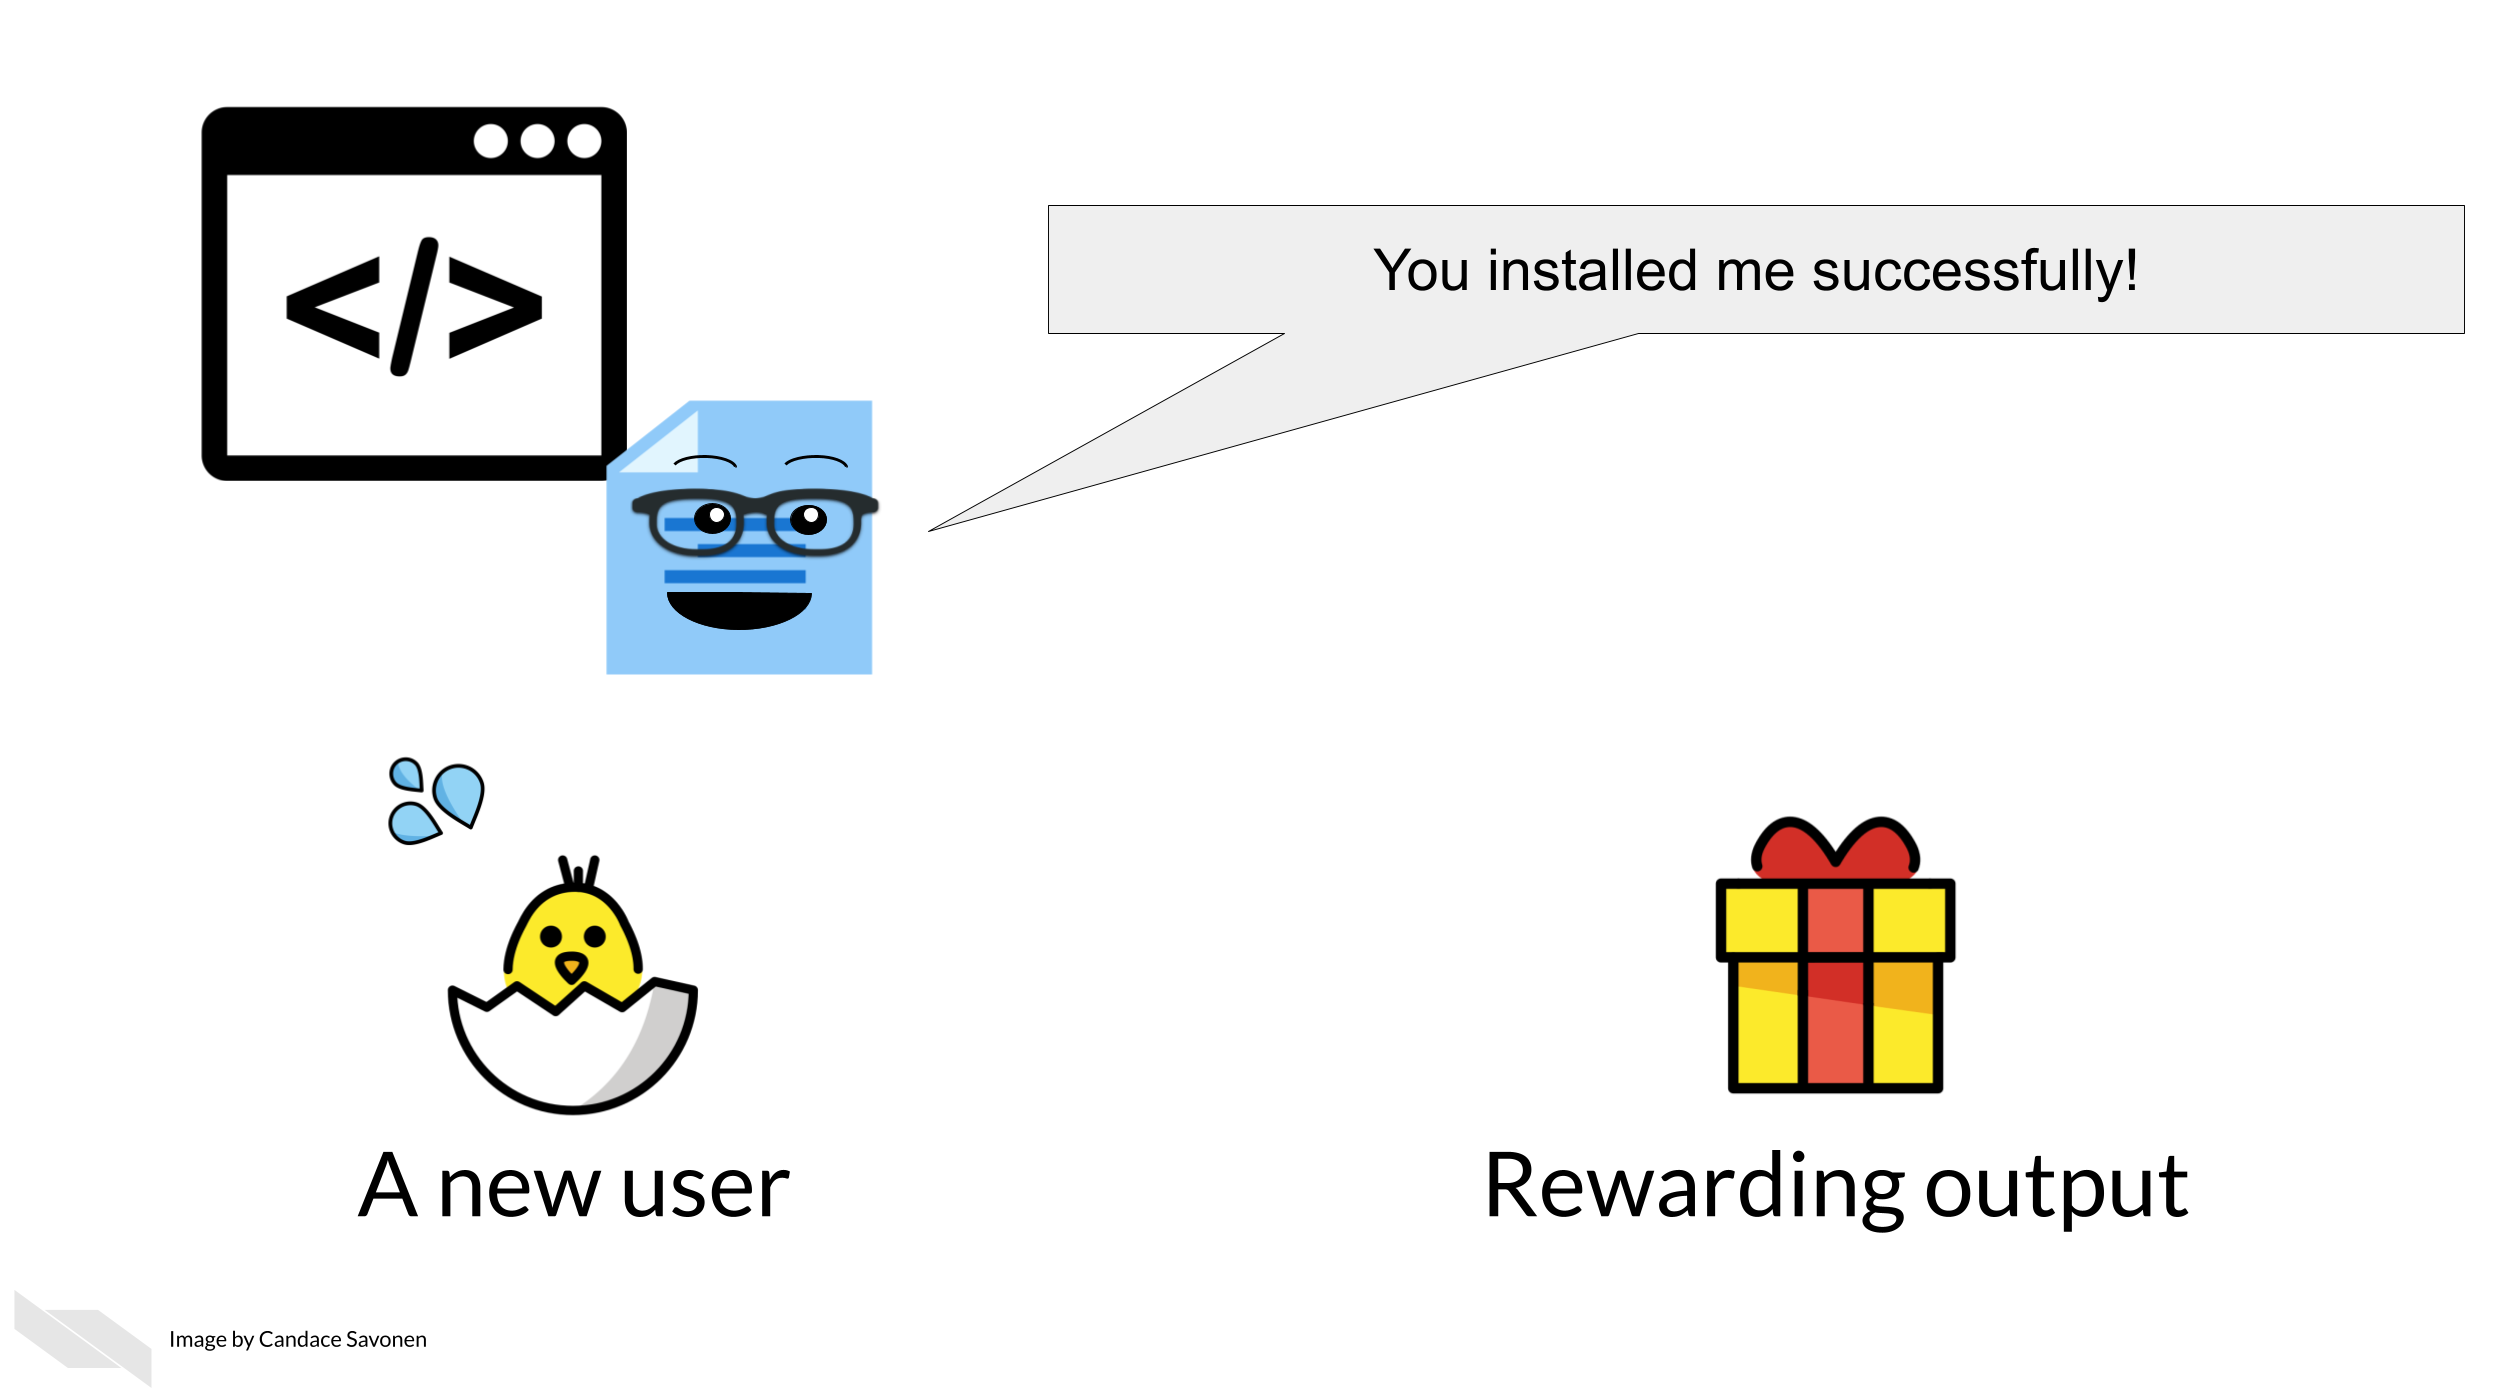 </>
You installed me successfully!
A new user
Rewarding output
Image by Candace Savonen